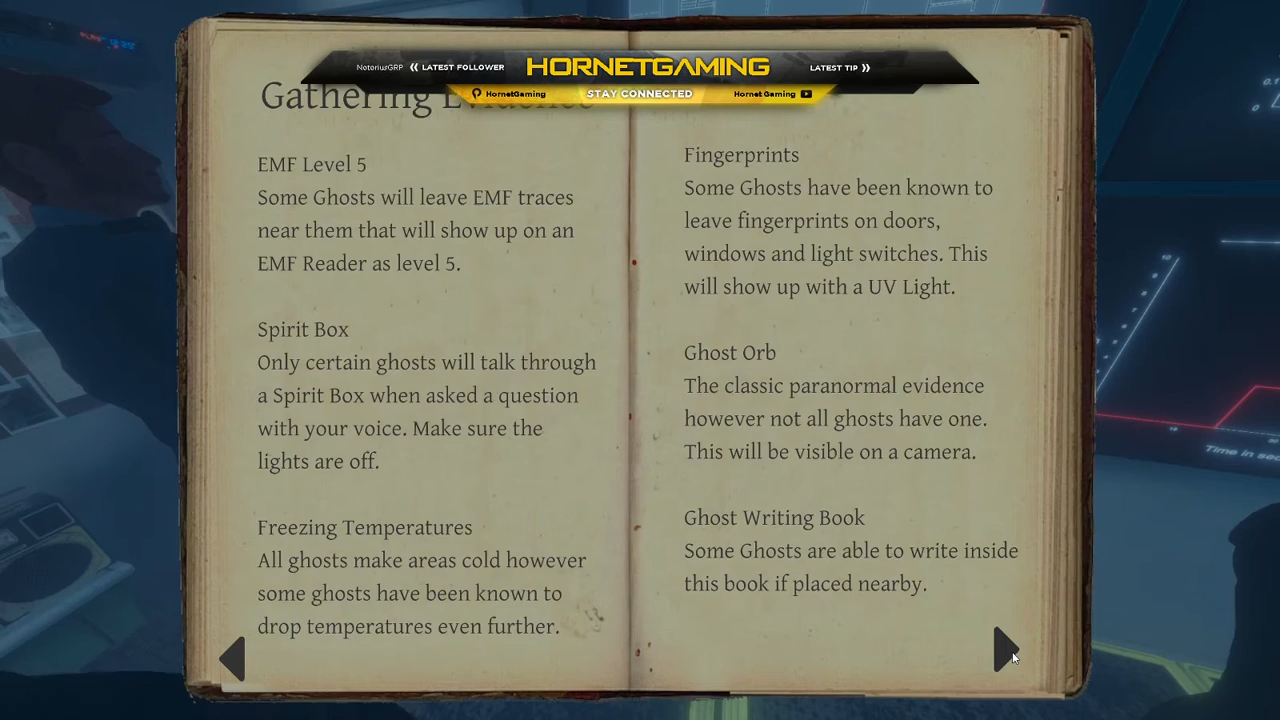 NotoriusGRP
LATEST FOLLOWER
HORNETGAMING
LATEST TIP
HornetGaming
STAY CONNECTED
Hornet Gaming
Gathering
EMF Level 5
Some Ghosts will leave EMF traces
near them that will show up on an
EMF Reader as level 5.
Spirit Box
Only certain ghosts will talk through
a Spirit Box when asked a question
with your voice. Make sure the
lights are off.
Freezing Temperatures
All ghosts make areas cold however
some ghosts have been known to
drop temperatures even further.
Fingerprints
Some Ghosts have been known to
leave fingerprints on doors,
windows and light switches. This
will show up with a UV Light.
Ghost Orb
The classic paranormal evidence
however not all ghosts have one.
This will be visible on a camera.
Ghost Writing Book
Some Ghosts are able to write inside
this book if placed nearby.
0.1
0
Time in sec